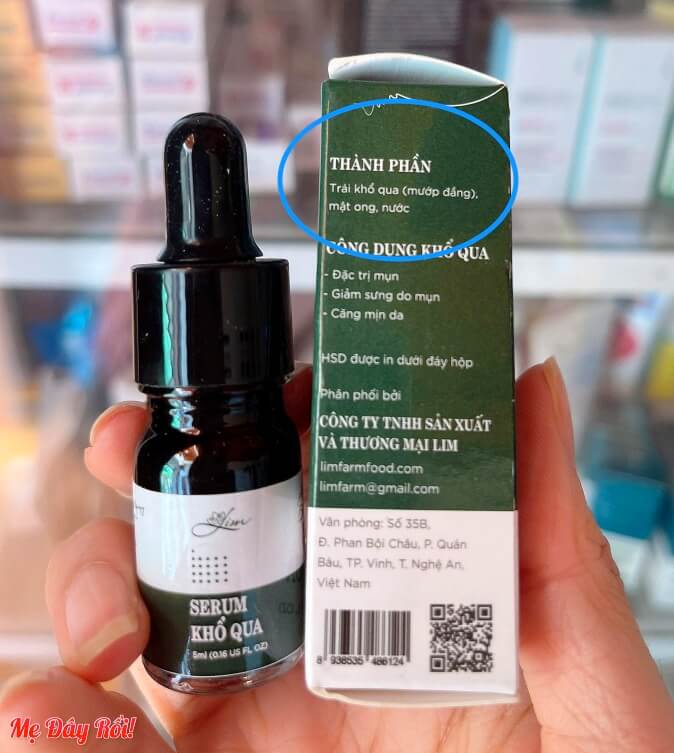 THÀNH PHẦN
Trái khổ qua (mướp đắng),
mật ong, nước
CÔNG DỤNG KHỔ QUA
- Đặc trị mụn
- Giảm sưng do mụn
- Căng mịn da
HSD được in dưới đáy hộp
Phân phối bởi
CÔNG TY TNHH SẢN XUẤT
VÀ THƯƠNG MẠI LIM
limfarmfood.com
limfarm@gmail.com
Văn phòng: Số 35B,
Đ. Phan Bội Châu, P. Quán
Bàu, TP. Vinh, T. Nghệ An,
Việt Nam
8 938535 486124
Lim
SERUM
KHỔ QUA
5ml (0.16 US FL OZ)
Mẹ Đây Rồi!